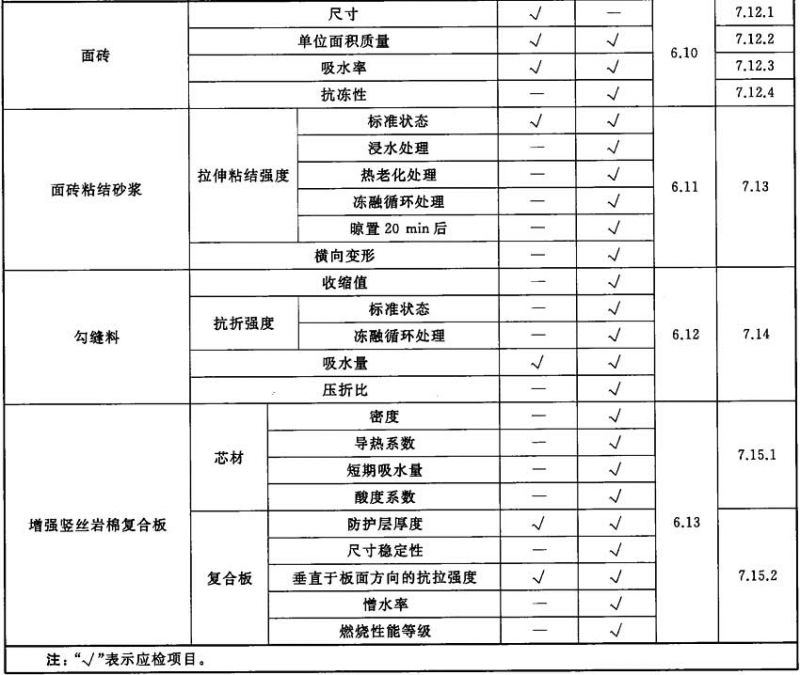 面砖 尺寸 √ — 6.10 7.12.1
单位面积质量 √ √ 7.12.2
吸水率 √ √ 7.12.3
抗冻性 — √ 7.12.4
面砖粘结砂浆 拉伸粘结强度 标准状态 √ √ 6.11 7.13
浸水处理 — √
热老化处理 — √
冻融循环处理 — √
晾置20 min后 — √
横向变形 — √
勾缝料 收缩值 — √ 6.12 7.14
抗折强度 标准状态 — √
冻融循环处理 — √
吸水量 √ √
压折比 — √
增强竖丝岩棉复合板 芯材 密度 — √ 6.13 7.15.1
导热系数 — √
短期吸水量 — √
酸度系数 — √
复合板 防护层厚度 √ √ 7.15.2
尺寸稳定性 — √
垂直于板面方向的抗拉强度 √ √
憎水率 — √
燃烧性能等级 — √
注：“√”表示应检项目。